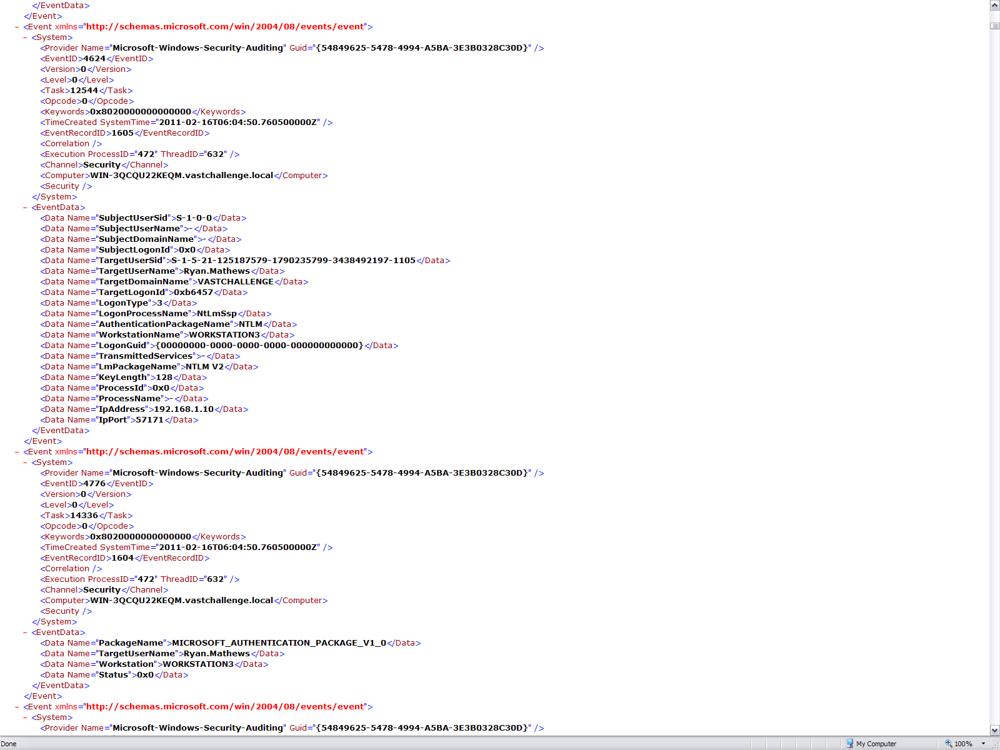 </EventData>
</Event>
- <Event xmlns="http://schemas.microsoft.com/win/2004/08/events/event">
- <System>
<Provider Name="Microsoft-Windows-Security-Auditing" Guid="{54849625-5478-4994-A5BA-3E3B0328C30D}" />
<EventID>4624</EventID>
<Version>0</Version>
<Level>0</Level>
<Task>12544</Task>
<Opcode>0</Opcode>
<Keywords>0x8020000000000000</Keywords>
<TimeCreated SystemTime="2011-02-16T06:04:50.760500000Z" />
<EventRecordID>1605</EventRecordID>
<Correlation />
<Execution ProcessID="472" ThreadID="632" />
<Channel>Security</Channel>
<Computer>WIN-3QCQU22KEQM.vastchallenge.local</Computer>
<Security />
</System>
- <EventData>
<Data Name="SubjectUserSid">S-1-0-0</Data>
<Data Name="SubjectUserName">-</Data>
<Data Name="SubjectDomainName">-</Data>
<Data Name="SubjectLogonId">0x0</Data>
<Data Name="TargetUserSid">S-1-5-21-125187579-1790235799-3438492197-1105</Data>
<Data Name="TargetUserName">Ryan.Mathews</Data>
<Data Name="TargetDomainName">VASTCHALLENGE</Data>
<Data Name="TargetLogonId">0xb6457</Data>
<Data Name="LogonType">3</Data>
<Data Name="LogonProcessName">NtLmSsp</Data>
<Data Name="AuthenticationPackageName">NTLM</Data>
<Data Name="WorkstationName">WORKSTATION3</Data>
<Data Name="LogonGuid">{00000000-0000-0000-0000-000000000000}</Data>
<Data Name="TransmittedServices">-</Data>
<Data Name="LmPackageName">NTLM V2</Data>
<Data Name="KeyLength">128</Data>
<Data Name="ProcessId">0x0</Data>
<Data Name="ProcessName">-</Data>
<Data Name="IpAddress">192.168.1.10</Data>
<Data Name="IpPort">57171</Data>
</EventData>
</Event>
- <Event xmlns="http://schemas.microsoft.com/win/2004/08/events/event">
- <System>
<Provider Name="Microsoft-Windows-Security-Auditing" Guid="{54849625-5478-4994-A5BA-3E3B0328C30D}" />
<EventID>4776</EventID>
<Version>0</Version>
<Level>0</Level>
<Task>14336</Task>
<Opcode>0</Opcode>
<Keywords>0x8020000000000000</Keywords>
<TimeCreated SystemTime="2011-02-16T06:04:50.760500000Z" />
<EventRecordID>1604</EventRecordID>
<Correlation />
<Execution ProcessID="472" ThreadID="632" />
<Channel>Security</Channel>
<Computer>WIN-3QCQU22KEQM.vastchallenge.local</Computer>
<Security />
</System>
- <EventData>
<Data Name="PackageName">MICROSOFT_AUTHENTICATION_PACKAGE_V1_0</Data>
<Data Name="TargetUserName">Ryan.Mathews</Data>
<Data Name="Workstation">WORKSTATION3</Data>
<Data Name="Status">0x0</Data>
</EventData>
</Event>
- <Event xmlns="http://schemas.microsoft.com/win/2004/08/events/event">
- <System>
<Provider Name="Microsoft-Windows-Security-Auditing" Guid="{54849625-5478-4994-A5BA-3E3B0328C30D}" />
Done My Computer 100%